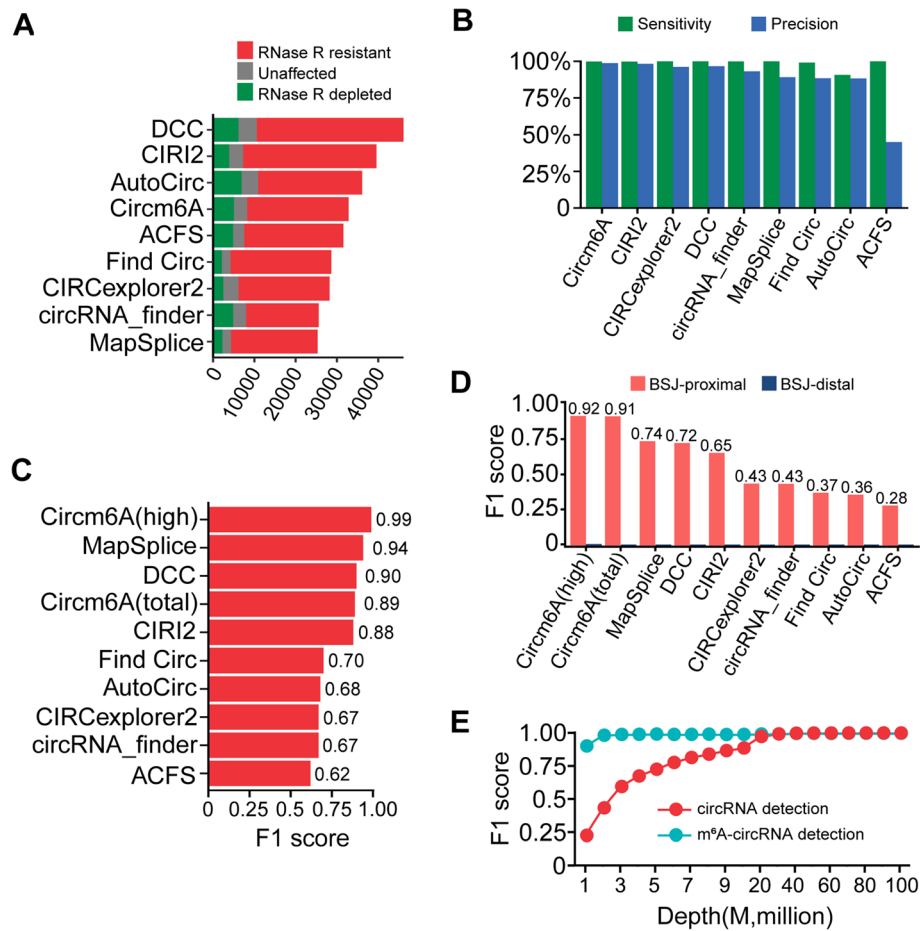 A
RNase R resistant
Unaffected
RNase R depleted
DCC
CIRI2
AutoCirc
Circm6A
ACFS
Find Circ
CIRCexplorer2
circRNA_finder
MapSplice
0
10000
20000
30000
40000
B
Sensitivity
Precision
100%
75%
50%
25%
0
Circm6A
CIRI2
CIRCexplorer2
DCC
circRNA_finder
MapSplice
Find Circ
AutoCirc
ACFS
C
Circm6A(high) 0.99
MapSplice 0.94
DCC 0.90
Circm6A(total) 0.89
CIRI2 0.88
Find Circ 0.70
AutoCirc 0.68
CIRCexplorer2 0.67
circRNA_finder 0.67
ACFS 0.62
0 0.25 0.5 0.75 1.00
F1 score
D
BSJ-proximal
BSJ-distal
F1 score
1.00
0.75
0.50
0.25
0
0.92 0.91 0.74 0.72 0.65 0.43 0.43 0.37 0.36 0.28
Circm6A(high)
Circm6A(total)
MapSplice
DCC
CIRI2
CIRCexplorer2
circRNA_finder
Find Circ
AutoCirc
ACFS
E
F1 score
1.00
0.75
0.5
0.25
0
circRNA detection
m⁶A-circRNA detection
1 3 5 7 9 20 40 60 80 100
Depth(M,million)